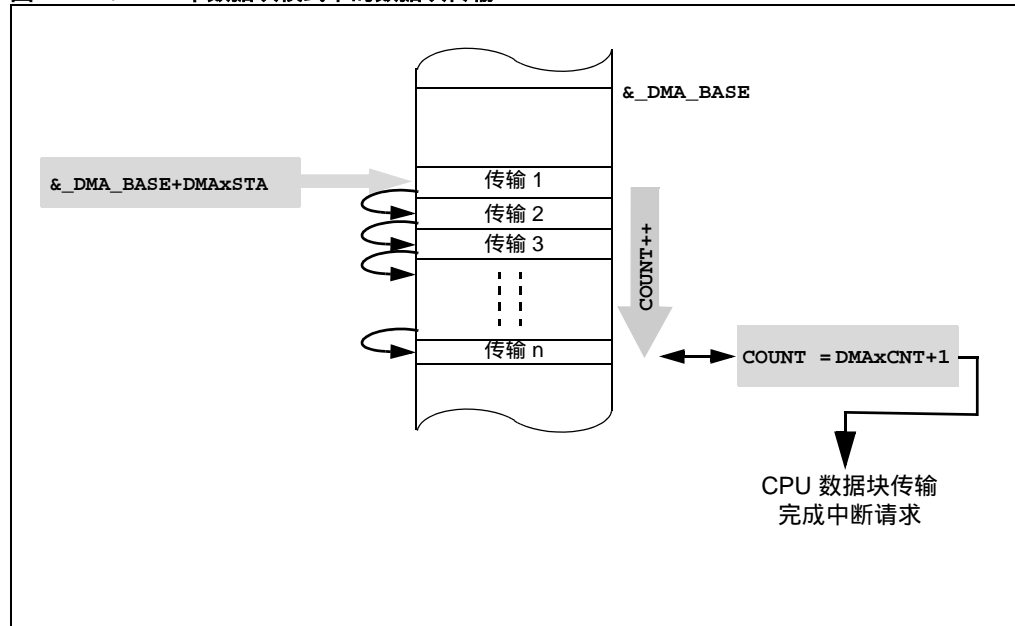 &_DMA_BASE
&_DMA_BASE+DMAxSTA
传输 1
传输 2
传输 3
传输 n
COUNT++
COUNT = DMAxCNT+1
CPU 数据块传输
完成中断请求